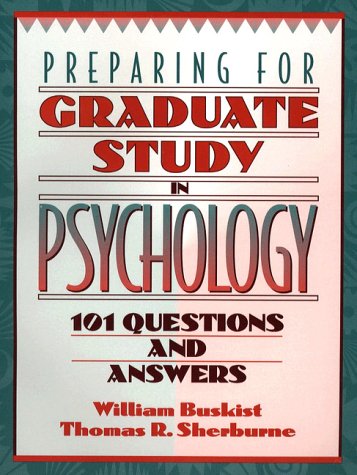 PREPARING FOR
GRADUATE
STUDY
IN
PSYCHOLOGY
101 QUESTIONS
AND
ANSWERS
William Buskist
Thomas R. Sherburne